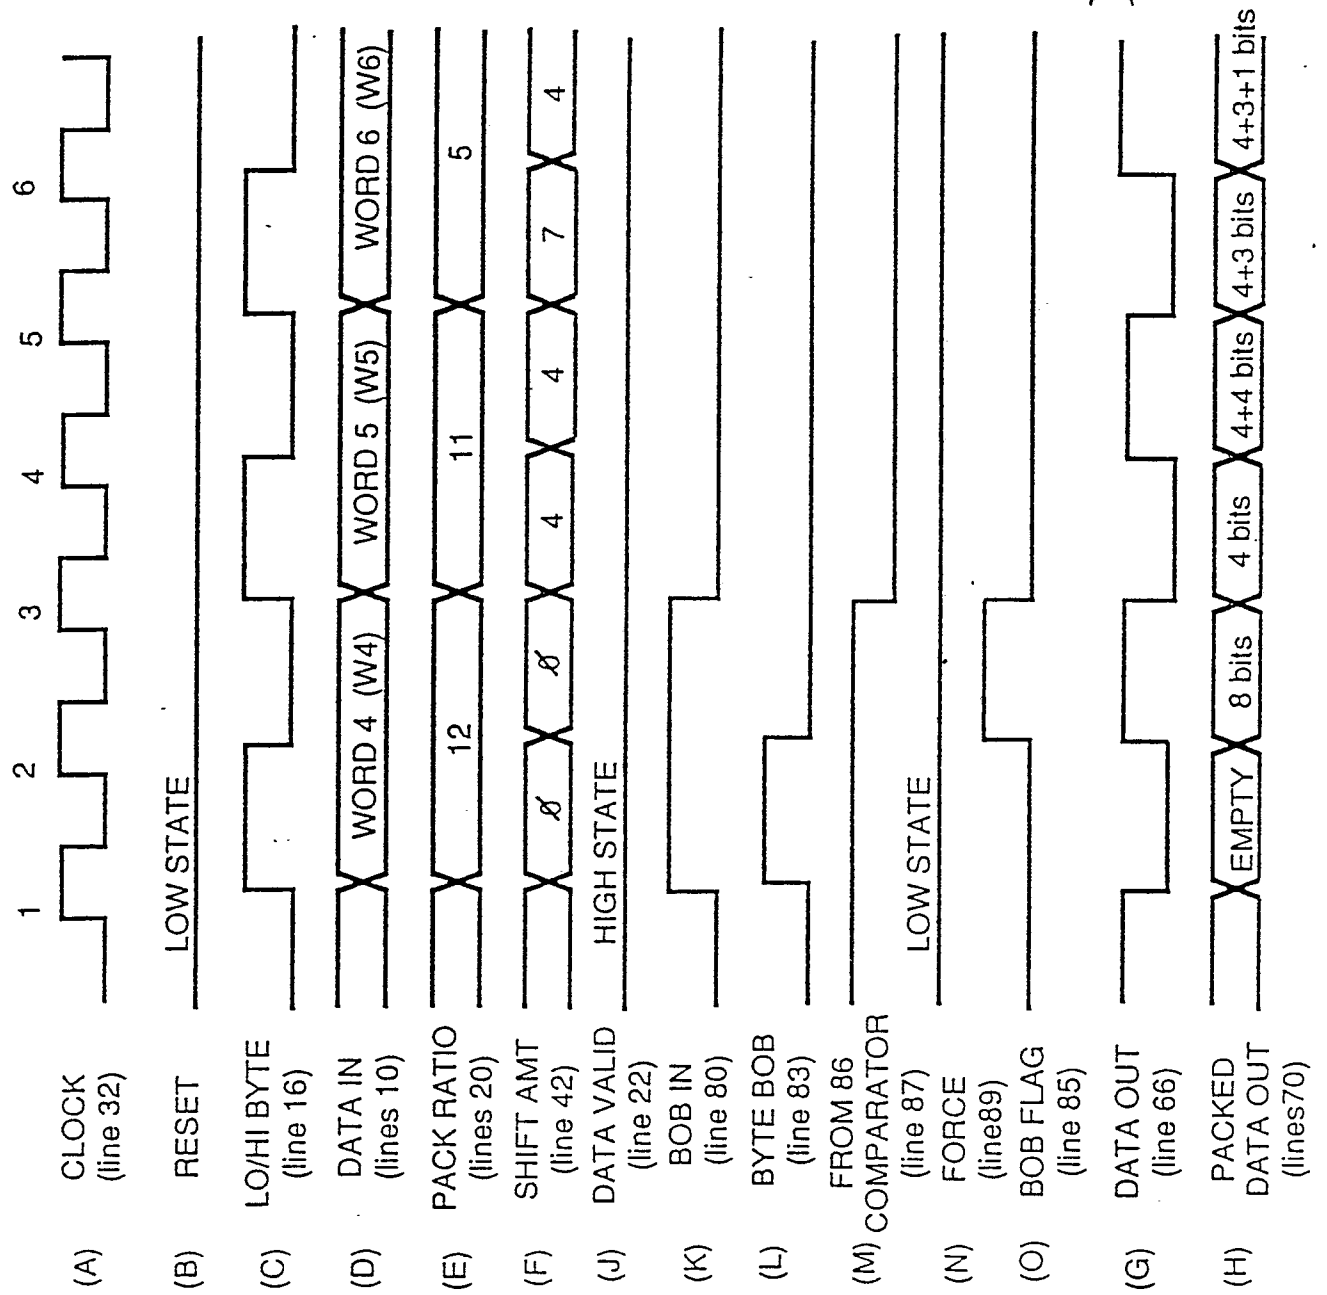 1 2 3 4 5 6
(A) CLOCK
(line 32)
(B) RESET
LOW STATE
(C) LO/HI BYTE
(line 16)
(D) DATA IN
(lines 10)
WORD 4 (W4) WORD 5 (W5) WORD 6 (W6)
(E) PACK RATIO
(lines 20)
12 11 5
(F) SHIFT AMT
(line 42)
0 0 4 4 7 4
(J) DATA VALID
(line 22)
HIGH STATE
(K) BOB IN
(line 80)
(L) BYTE BOB
(line 83)
(M) FROM 86
COMPARATOR
(line 87)
(N) FORCE
(line89)
LOW STATE
(O) BOB FLAG
(line 85)
(G) DATA OUT
(line 66)
(H) PACKED
DATA OUT
(lines70)
EMPTY 8 bits 4 bits 4+4 bits 4+3 bits 4+3+1 bits